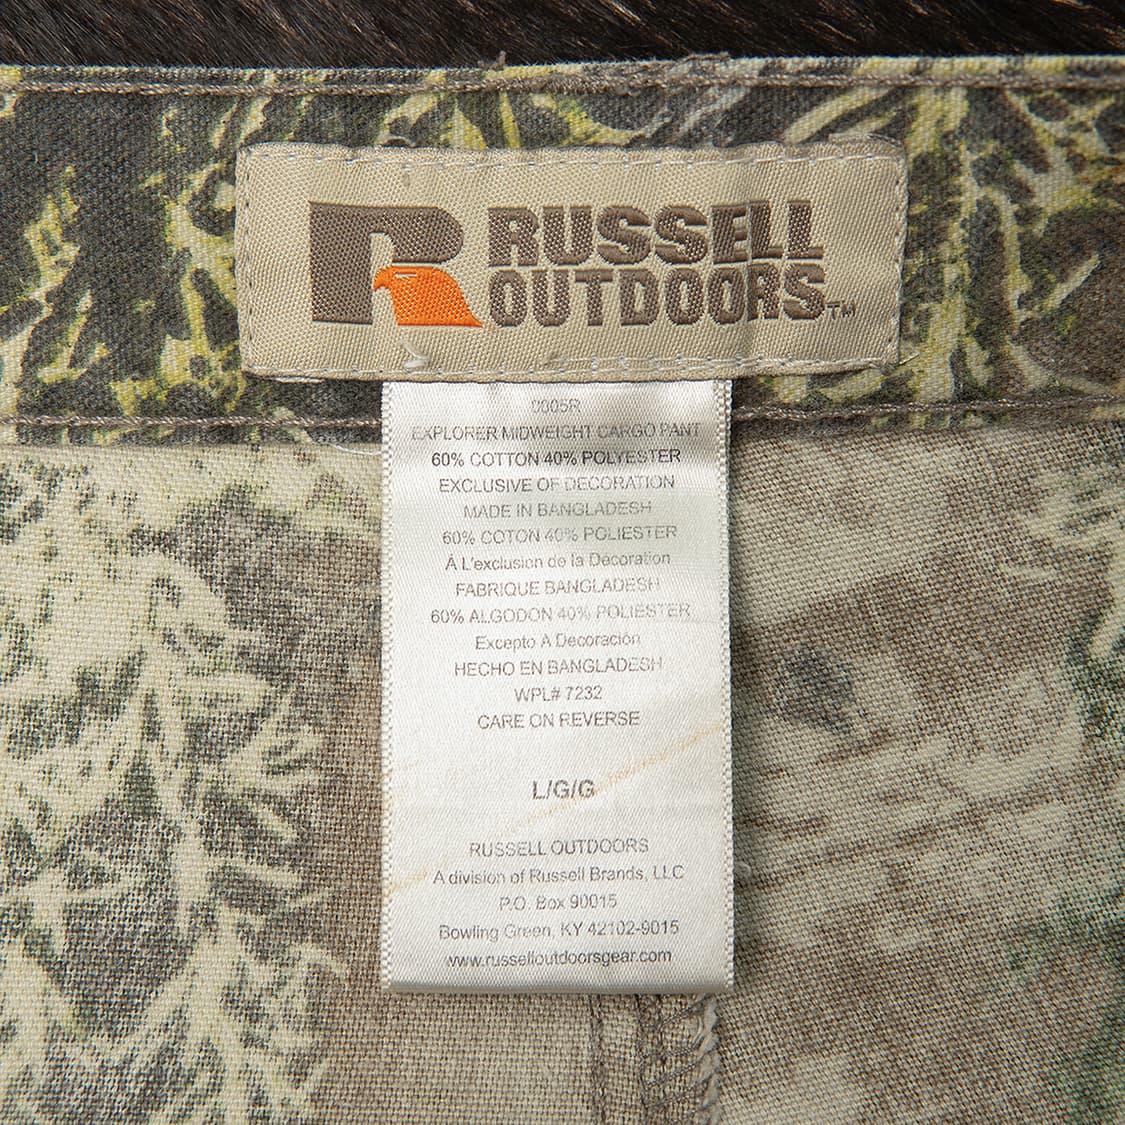 RUSSELL
OUTDOORS™
0005R
EXPLORER MIDWEIGHT CARGO PANT
60% COTTON 40% POLYESTER
EXCLUSIVE OF DECORATION
MADE IN BANGLADESH
60% COTON 40% POLIESTER
À L'exclusion de la Décoration
FABRIQUE BANGLADESH
60% ALGODON 40% POLIESTER
Excepto A Decoración
HECHO EN BANGLADESH
WPL# 7232
CARE ON REVERSE
L/G/G
RUSSELL OUTDOORS
A division of Russell Brands, LLC
P.O. Box 90015
Bowling Green, KY 42102-9015
www.russelloutdoorsgear.com